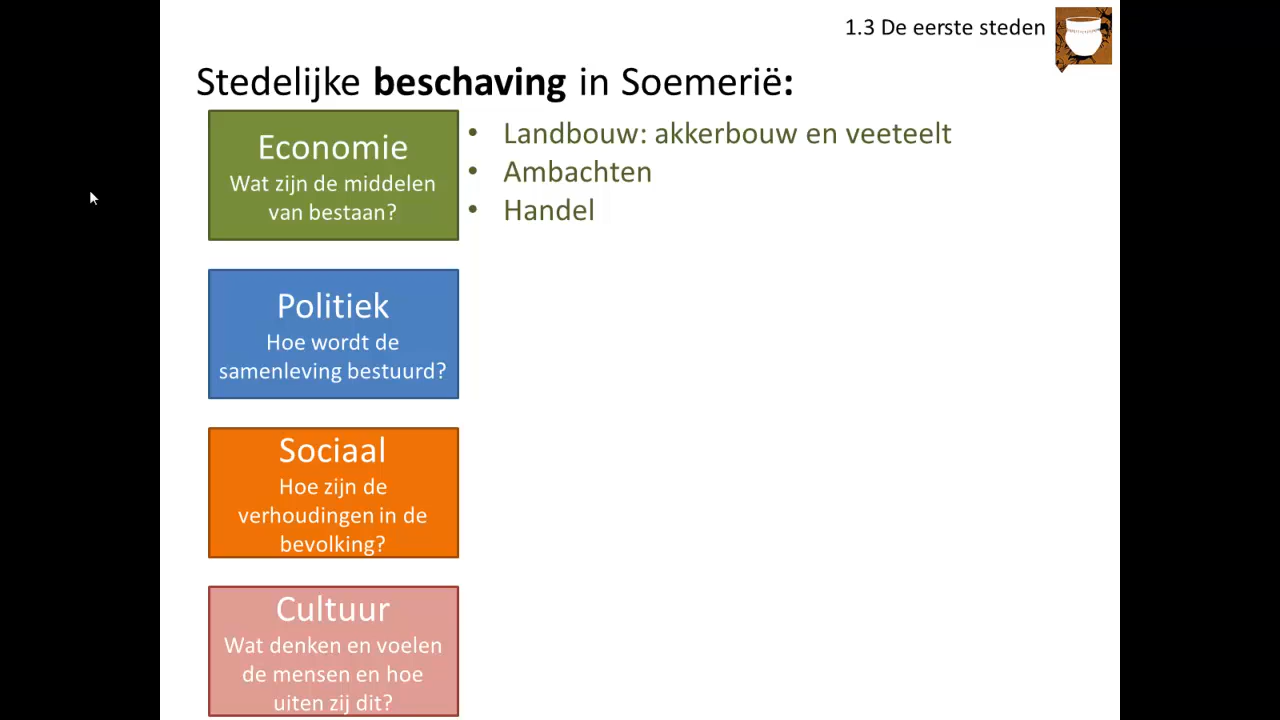 1.3 De eerste steden
Stedelijke beschaving in Soemerië:
Economie
Wat zijn de middelen
van bestaan?
• Landbouw: akkerbouw en veeteelt
• Ambachten
• Handel
Politiek
Hoe wordt de
samenleving bestuurd?
Sociaal
Hoe zijn de
verhoudingen in de
bevolking?
Cultuur
Wat denken en voelen
de mensen en hoe
uiten zij dit?